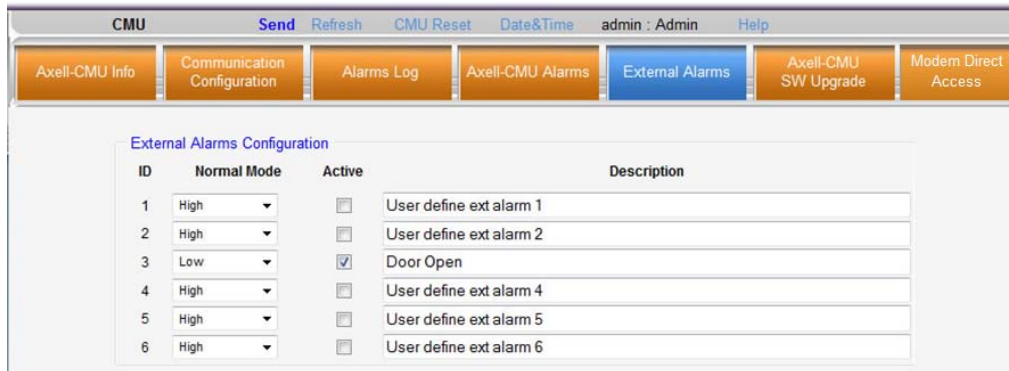 CMU Send Refresh CMU Reset Date&Time admin : Admin Help
Axell-CMU Info Communication Configuration Alarms Log Axell-CMU Alarms External Alarms Axell-CMU SW Upgrade Modem Direct Access
External Alarms Configuration
ID Normal Mode Active Description
1 High User define ext alarm 1
2 High User define ext alarm 2
3 Low Door Open
4 High User define ext alarm 4
5 High User define ext alarm 5
6 High User define ext alarm 6